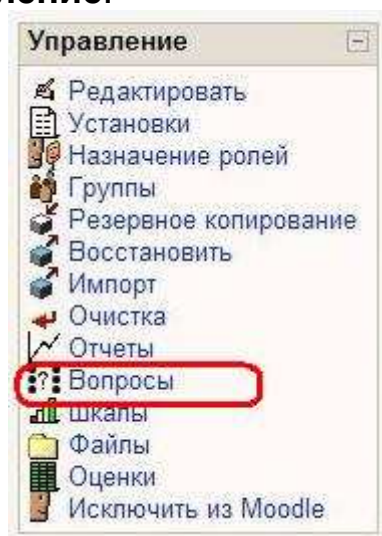 Управление
Редактировать
Установки
Назначение ролей
Группы
Резервное копирование
Восстановить
Импорт
Очистка
Отчеты
Вопросы
Шкалы
Файлы
Оценки
Исключить из Moodle